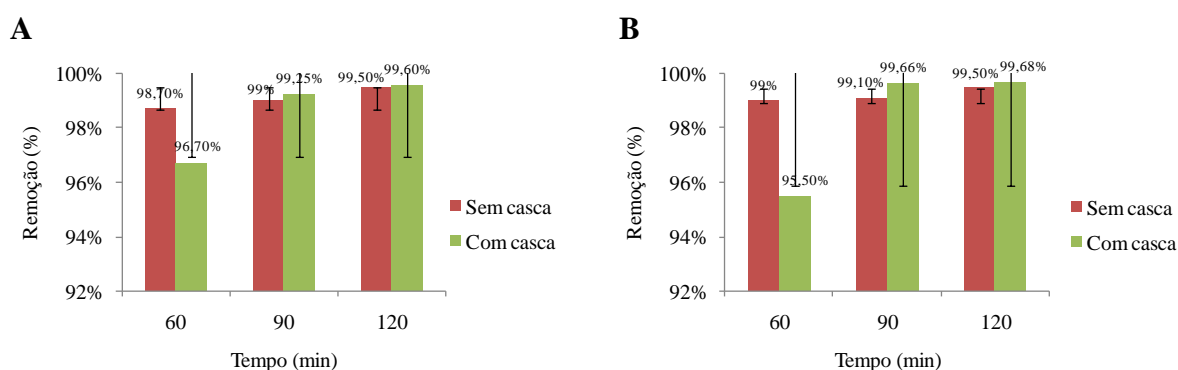 A
100%
98%
96%
94%
92%
Remoção (%)
98,70%
96,70%
99%
99,25%
99,50%
99,60%
60
90
120
Tempo (min)
Sem casca
Com casca
B
100%
98%
96%
94%
92%
Remoção (%)
99%
95,50%
99,10%
99,66%
99,50%
99,68%
60
90
120
Tempo (min)
Sem casca
Com casca